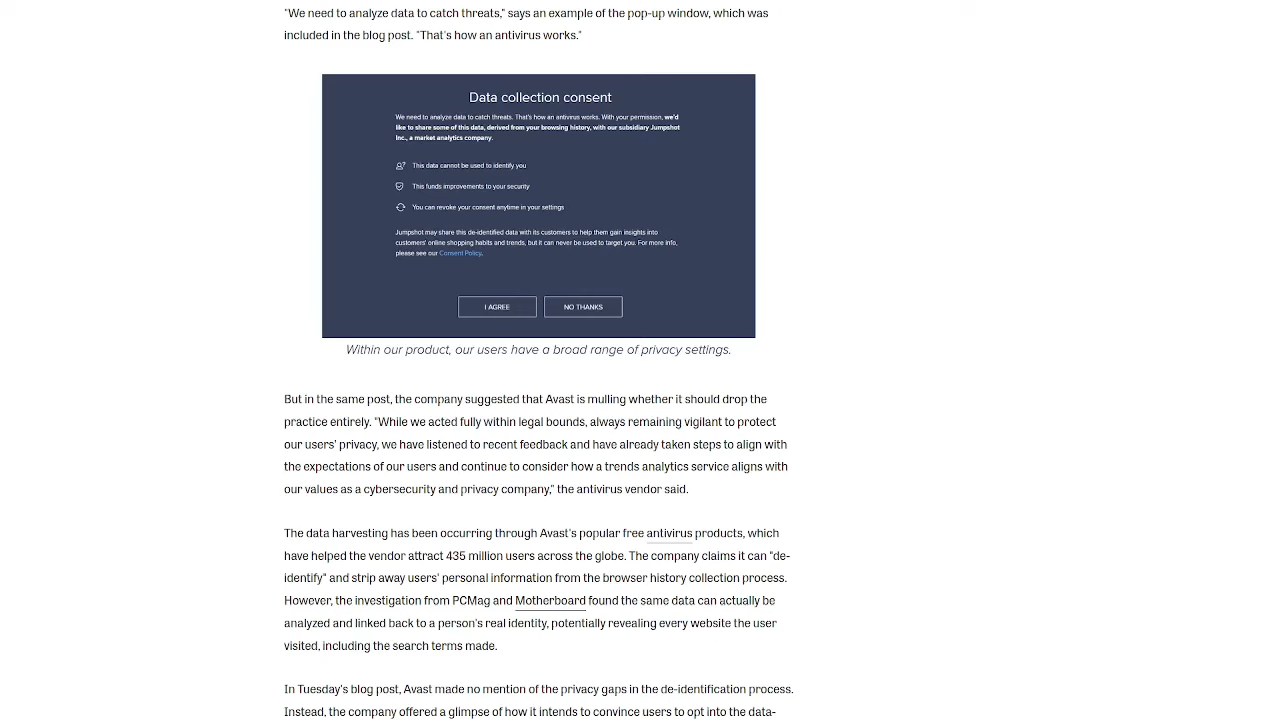 "We need to analyze data to catch threats," says an example of the pop-up window, which was
included in the blog post. "That's how an antivirus works."
Data collection consent
We need to analyze data to catch threats. That's how an antivirus works. With your permission, we'd
like to share some of this data, derived from your browsing history, with our subsidiary Jumpshot
Inc., a market analytics company.
This data cannot be used to identify you
This funds improvements to your security
You can revoke your consent anytime in your settings
Jumpshot may share this de-identified data with its customers to help them gain insights into
customers' online shopping habits and trends, but it can never be used to target you. For more info,
please see our Consent Policy.
I AGREE
NO THANKS
Within our product, our users have a broad range of privacy settings.
But in the same post, the company suggested that Avast is mulling whether it should drop the
practice entirely. "While we acted fully within legal bounds, always remaining vigilant to protect
our users' privacy, we have listened to recent feedback and have already taken steps to align with
the expectations of our users and continue to consider how a trends analytics service aligns with
our values as a cybersecurity and privacy company," the antivirus vendor said.
The data harvesting has been occurring through Avast's popular free antivirus products, which
have helped the vendor attract 435 million users across the globe. The company claims it can "de-
identify" and strip away users' personal information from the browser history collection process.
However, the investigation from PCMag and Motherboard found the same data can actually be
analyzed and linked back to a person's real identity, potentially revealing every website the user
visited, including the search terms made.
In Tuesday's blog post, Avast made no mention of the privacy gaps in the de-identification process.
Instead, the company offered a glimpse of how it intends to convince users to opt into the data-